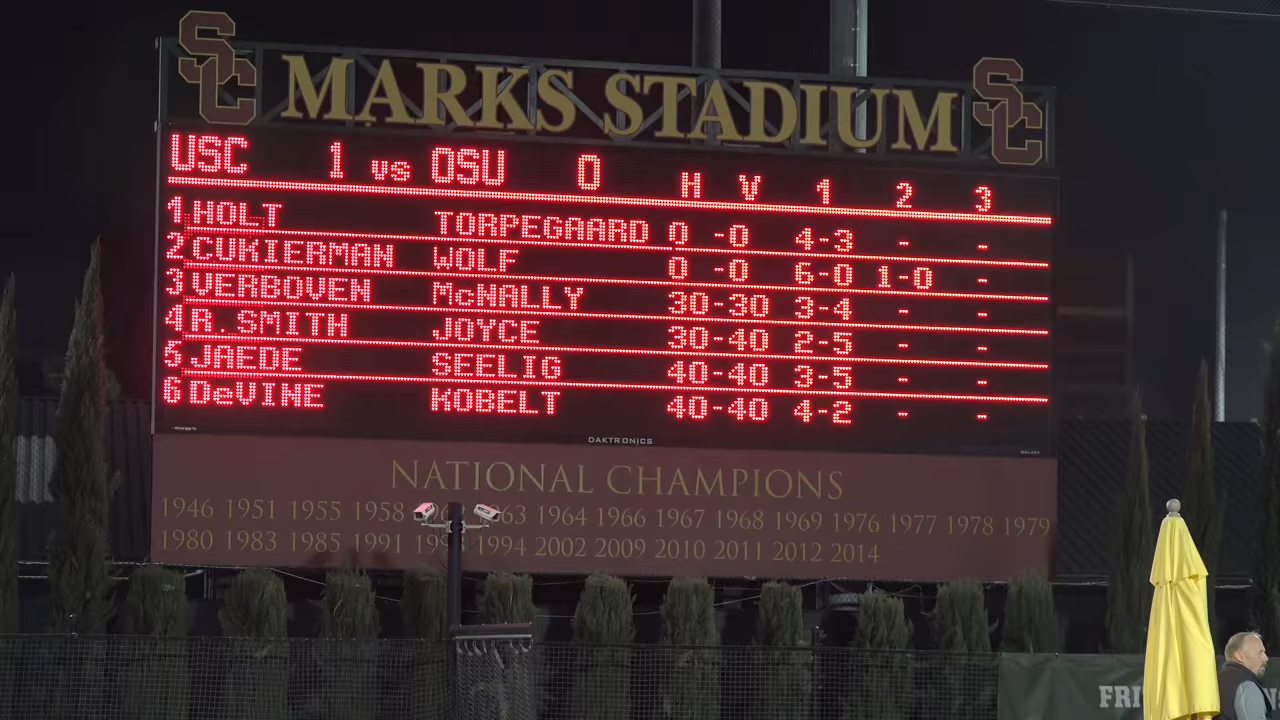 SC MARKS STADIUM SC
USC 1 vs OSU 0 H V 1 2 3
1 HOLT TORPEGAARD 0 -0 4-3 - -
2 CUKIERMAN WOLF 0 -0 6-0 1-0 -
3 VERBOVEN McNALLY 30-30 3-4 - -
4 R.SMITH JOYCE 30-40 2-5 - -
5 JAEDE SEELIG 40-40 3-5 - -
6 DeVINE KOBELT 40-40 4-2 - -
DAKTRONICS
NATIONAL CHAMPIONS
1946 1951 1955 1958 1964 1966 1967 1968 1969 1976 1977 1978 1979
1980 1983 1985 1991 1994 2002 2009 2010 2011 2012 2014
FRI